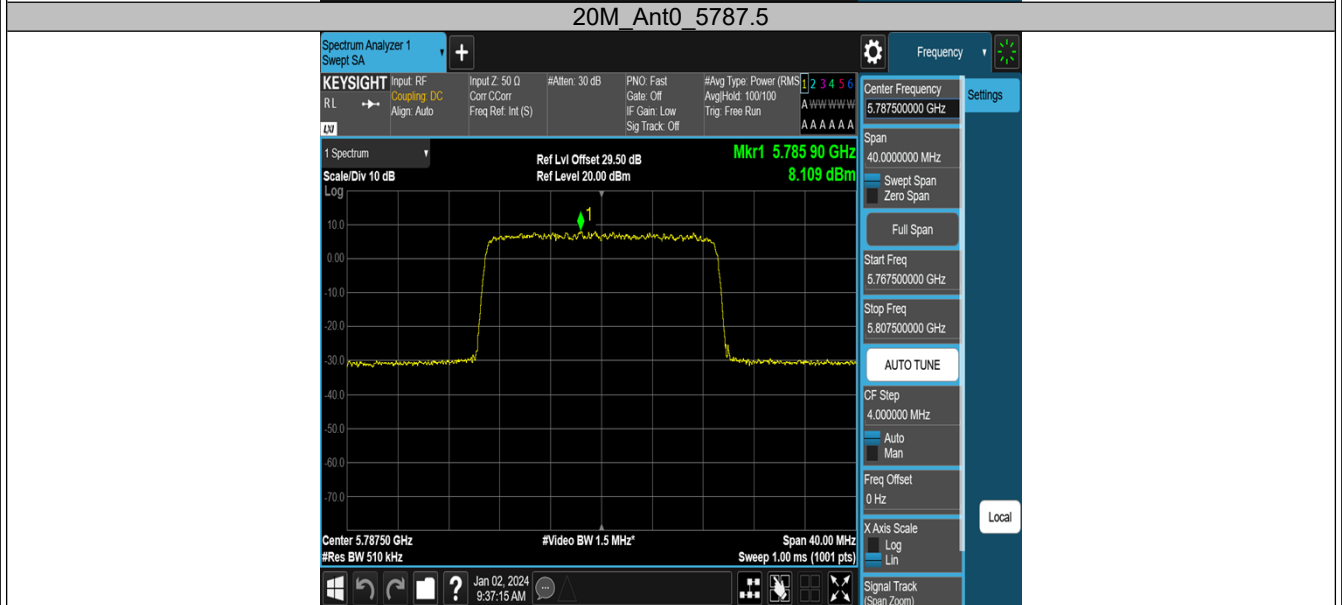 20M_Ant0_5787.5
Spectrum Analyzer 1
Swept SA
+
Frequency
KEYSIGHT
RL
LXI
Input: RF
Coupling: DC
Align: Auto
Input Z: 50 Ω
Corr CCorr
Freq Ref: Int (S)
#Atten: 30 dB
PNO: Fast
Gate: Off
IF Gain: Low
Sig Track: Off
#Avg Type: Power (RMS
Avg|Hold: 100/100
Trig: Free Run
1 2 3 4 5 6
A W W W W W
A A A A A A
1 Spectrum
Scale/Div 10 dB
Log
Ref Lvl Offset 29.50 dB
Ref Level 20.00 dBm
Mkr1 5.785 90 GHz
8.109 dBm
1
10.0
0.00
-10.0
-20.0
-30.0
-40.0
-50.0
-60.0
-70.0
Center 5.78750 GHz
#Res BW 510 kHz
#Video BW 1.5 MHz*
Span 40.00 MHz
Sweep 1.00 ms (1001 pts)
?
Jan 02, 2024
9:37:15 AM
Center Frequency
5.787500000 GHz
Span
40.0000000 MHz
Swept Span
Zero Span
Full Span
Start Freq
5.767500000 GHz
Stop Freq
5.807500000 GHz
AUTO TUNE
CF Step
4.000000 MHz
Auto
Man
Freq Offset
0 Hz
X Axis Scale
Log
Lin
Signal Track
(Span Zoom)
Settings
Local